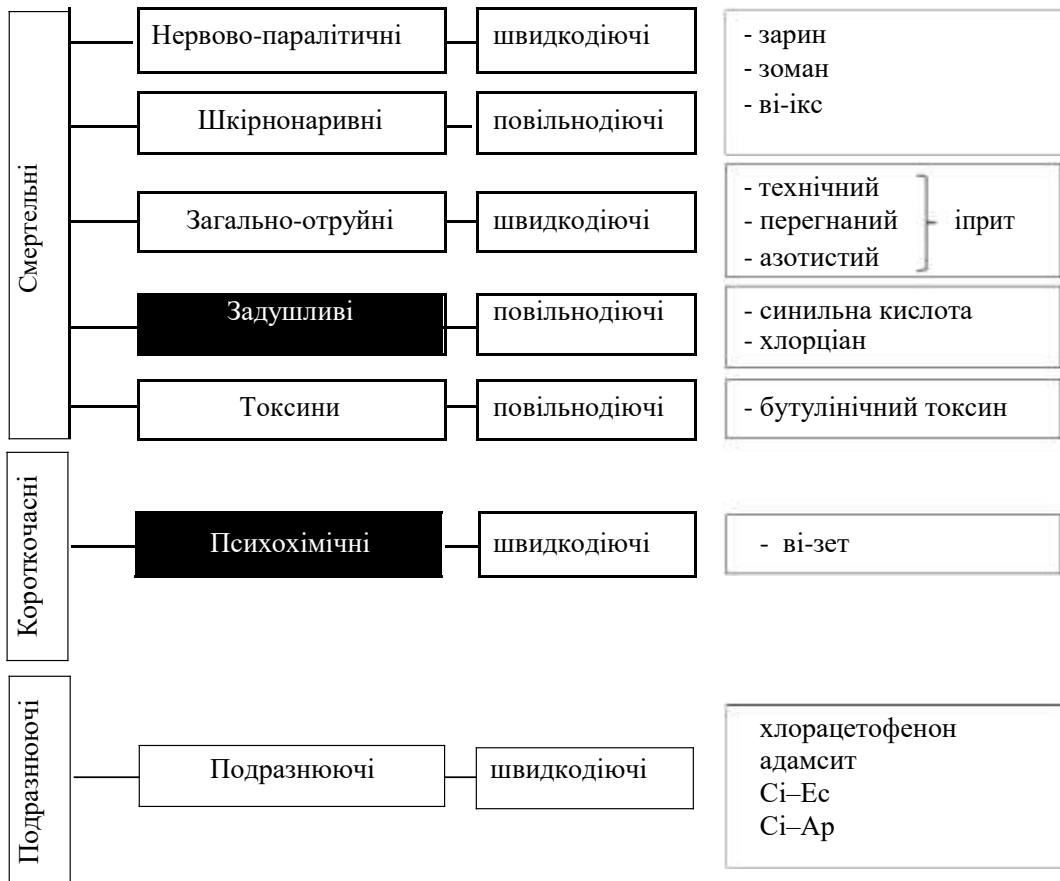 Смертельні
Нервово-паралітичні
швидкодіючі
- зарин
- зоман
- ві-ікс
Шкірнонаривні
повільнодіючі
Загально-отруйні
швидкодіючі
- технічний
- перегнаний
- азотистий
іприт
Задушливі
повільнодіючі
- синильна кислота
- хлорціан
Токсини
повільнодіючі
- бутулінічний токсин
Короткочасні
Психохімічні
швидкодіючі
- ві-зет
Подразнюючі
Подразнюючі
швидкодіючі
хлорацетофенон
адамсит
Сі–Ес
Сі–Ар